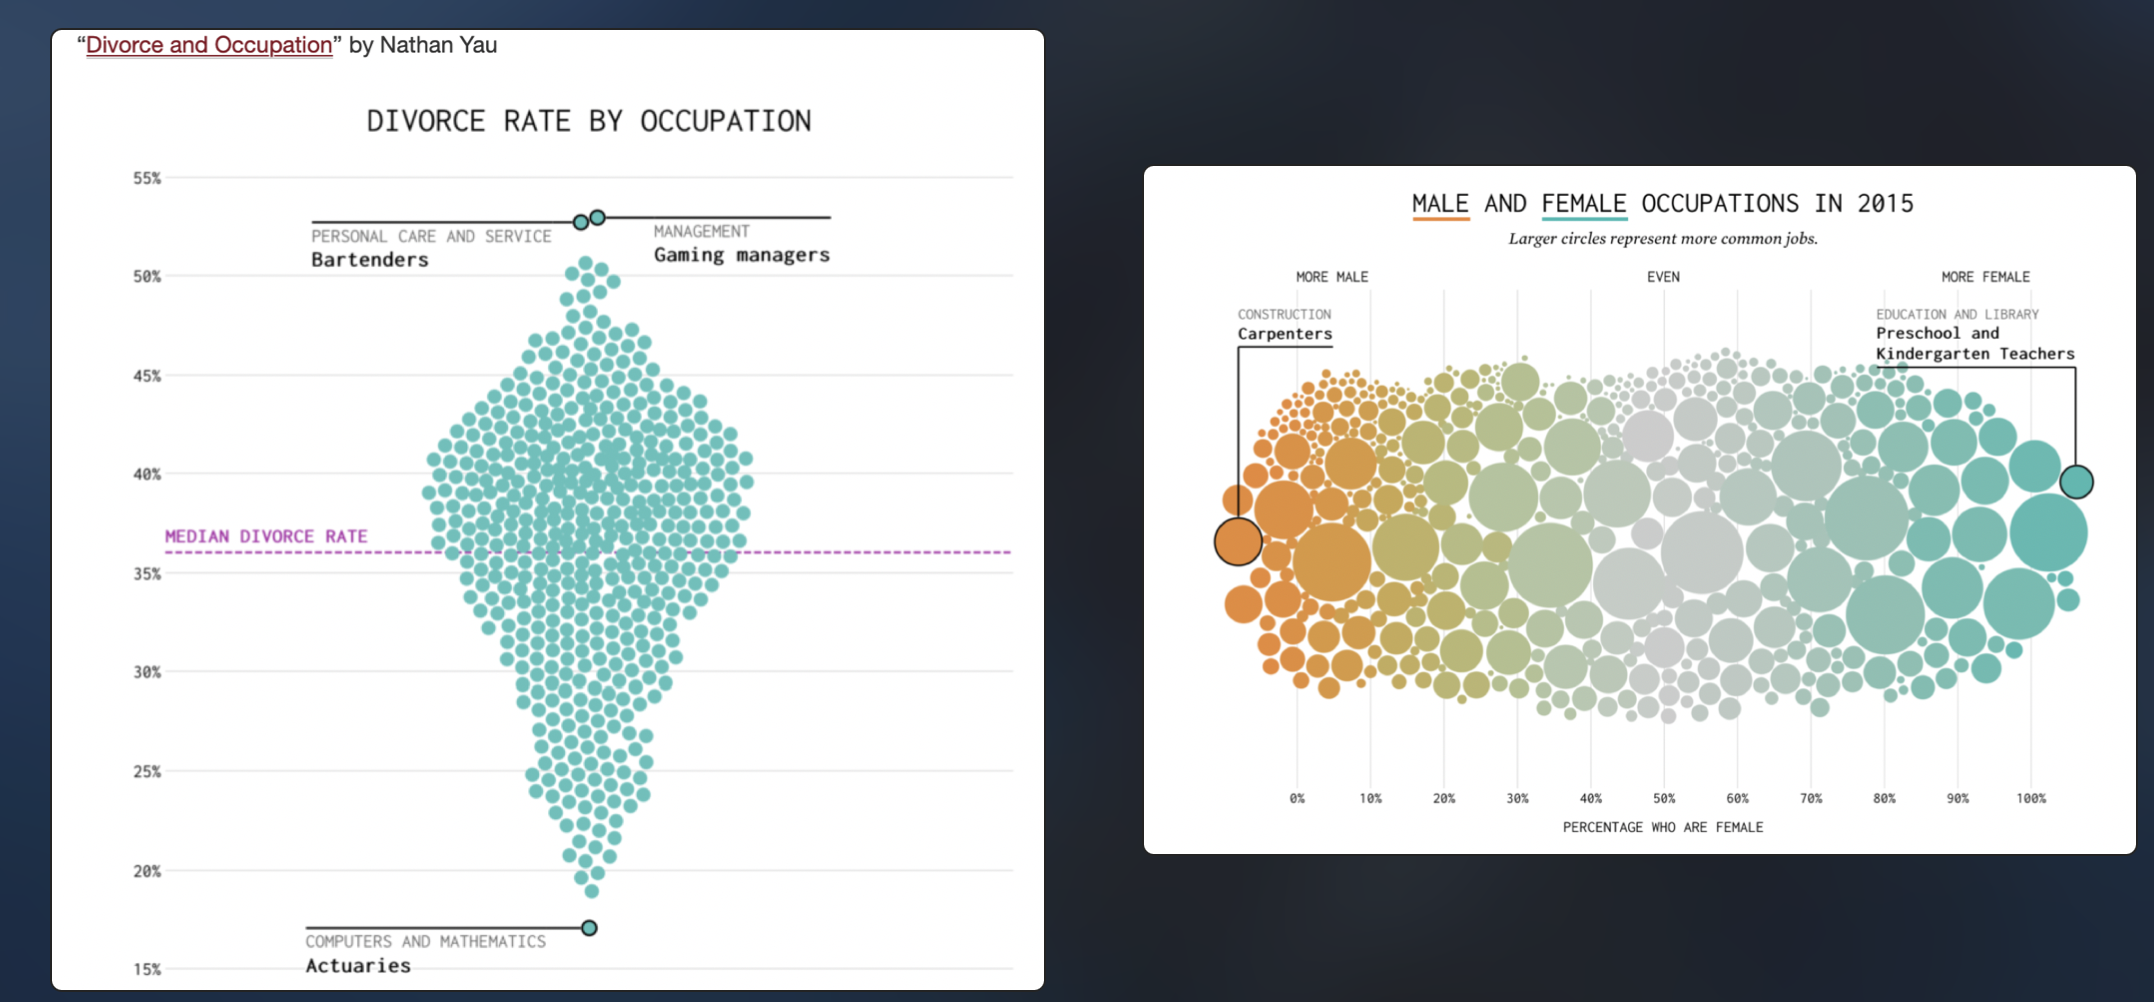 “Divorce and Occupation” by Nathan Yau
DIVORCE RATE BY OCCUPATION
55%
PERSONAL CARE AND SERVICE
Bartenders
MANAGEMENT
Gaming managers
50%
45%
40%
MEDIAN DIVORCE RATE
35%
30%
25%
20%
COMPUTERS AND MATHEMATICS
Actuaries
15%
MALE AND FEMALE OCCUPATIONS IN 2015
Larger circles represent more common jobs.
MORE MALE EVEN MORE FEMALE
CONSTRUCTION
Carpenters
EDUCATION AND LIBRARY
Preschool and
Kindergarten Teachers
0% 10% 20% 30% 40% 50% 60% 70% 80% 90% 100%
PERCENTAGE WHO ARE FEMALE